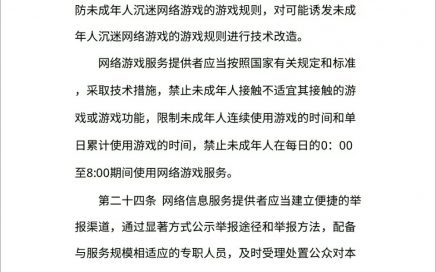 防未成年人沉迷网络游戏的游戏规则，对可能诱发未成
年人沉迷网络游戏的游戏规则进行技术改造。
网络游戏服务提供者应当按照国家有关规定和标准
，采取技术措施，禁止未成年人接触不适宜其接触的游
戏或游戏功能，限制未成年人连续使用游戏的时间和单
日累计使用游戏的时间，禁止未成年人在每日的0：00
至8:00期间使用网络游戏服务。
第二十四条 网络信息服务提供者应当建立便捷的举
报渠道，通过显著方式公示举报途径和举报方法，配备
与服务规模相适应的专职人员，及时受理处置公众对本